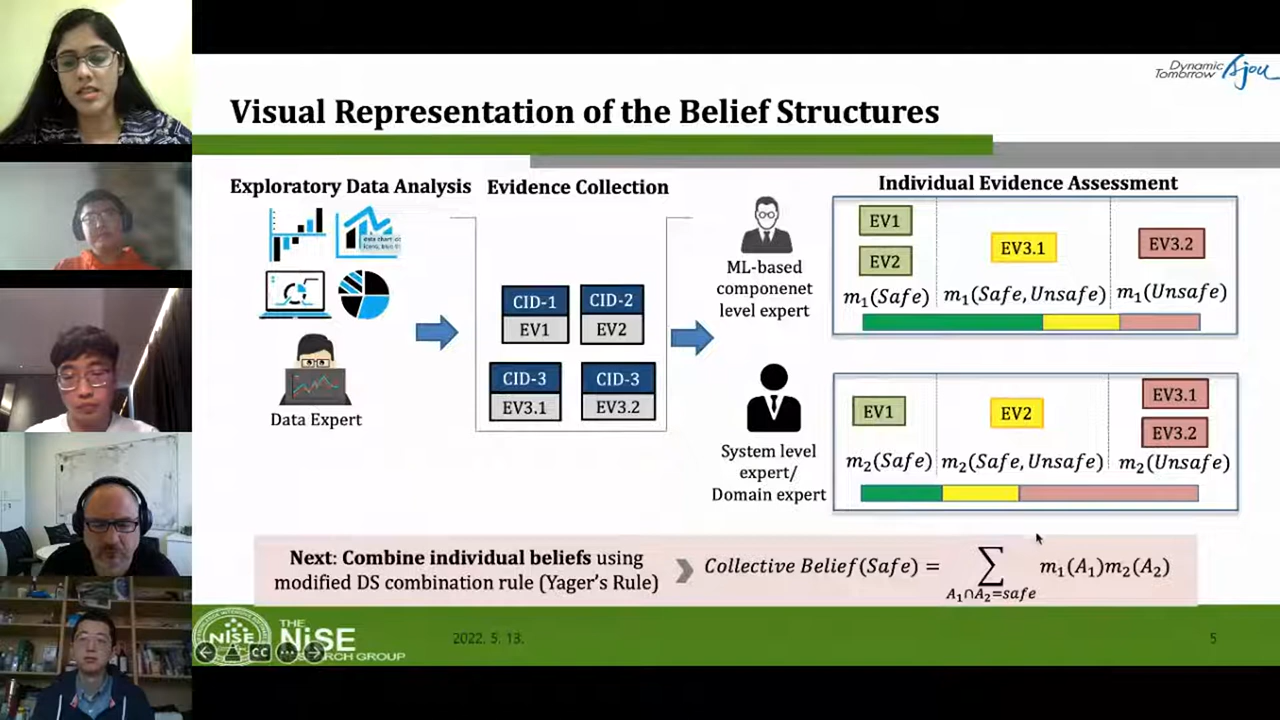 Dynamic
Tomorrow Ajou
Visual Representation of the Belief Structures
Exploratory Data Analysis
Evidence Collection
Individual Evidence Assessment
CID-1
EV1
CID-2
EV2
CID-3
EV3.1
CID-3
EV3.2
Data Expert
ML-based
componenet
level expert
EV1
EV2
EV3.1
EV3.2
m₁(Safe)
m₁(Safe, Unsafe)
m₁(Unsafe)
System level
expert/
Domain expert
EV1
EV2
EV3.1
EV3.2
m₂(Safe)
m₂(Safe, Unsafe)
m₂(Unsafe)
Next: Combine individual beliefs using
modified DS combination rule (Yager's Rule)
Collective Belief(Safe) = ∑ m₁(A₁)m₂(A₂)
A₁∩A₂=safe
NiSE
THE
NiSE
RESEARCH GROUP
CC
2022. 5. 13.
5